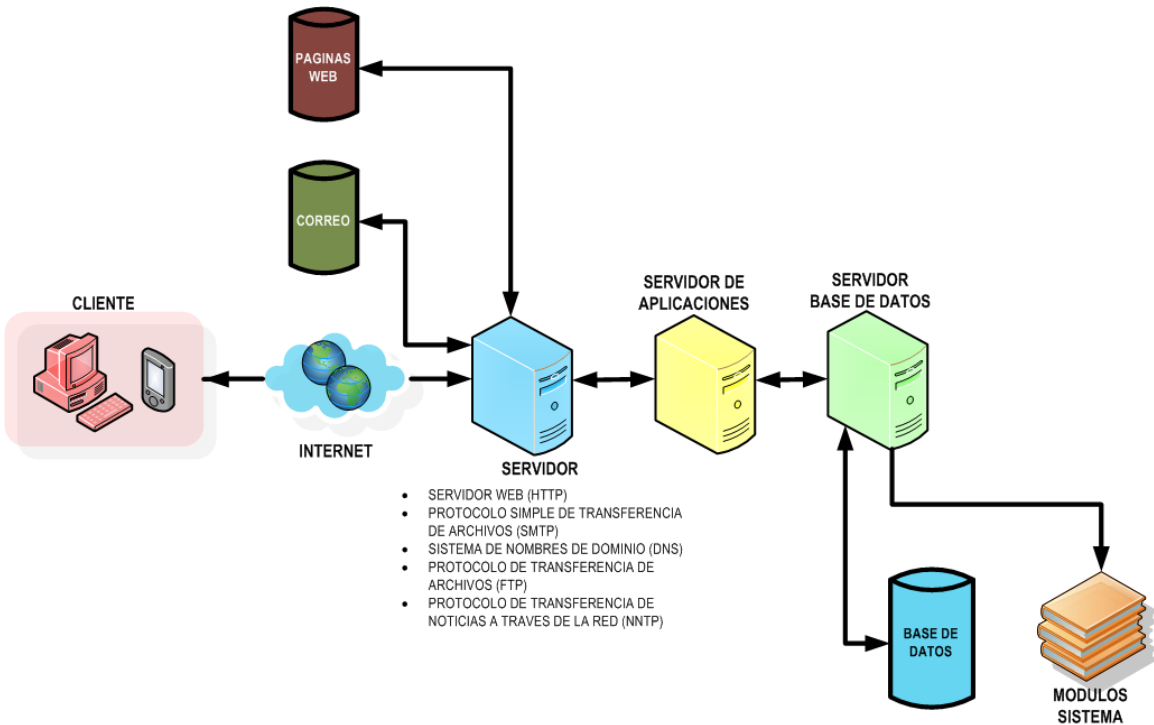 PAGINAS
WEB
CORREO
CLIENTE
INTERNET
SERVIDOR DE
APLICACIONES
SERVIDOR
BASE DE DATOS
SERVIDOR
• SERVIDOR WEB (HTTP)
• PROTOCOLO SIMPLE DE TRANSFERENCIA
DE ARCHIVOS (SMTP)
• SISTEMA DE NOMBRES DE DOMINIO (DNS)
• PROTOCOLO DE TRANSFERENCIA DE
ARCHIVOS (FTP)
• PROTOCOLO DE TRANSFERENCIA DE
NOTICIAS A TRAVES DE LA RED (NNTP)
BASE DE
DATOS
MODULOS
SISTEMA